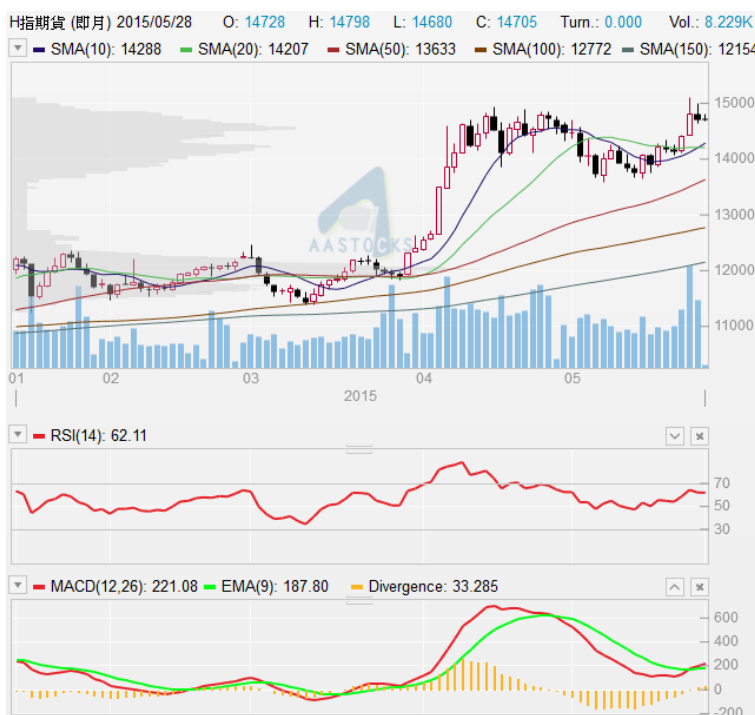 H指期貨 (即月) 2015/05/28 O: 14728 H: 14798 L: 14680 C: 14705 Turn.: 0.000 Vol.: 8.229K
SMA(10): 14288 SMA(20): 14207 SMA(50): 13633 SMA(100): 12772 SMA(150): 12154
15000
14000
13000
AASTOCKS
12000
11000
01 02 03 04 05
2015
RSI(14): 62.11
70
50
30
MACD(12,26): 221.08 EMA(9): 187.80 Divergence: 33.285
600
400
200
0
-200